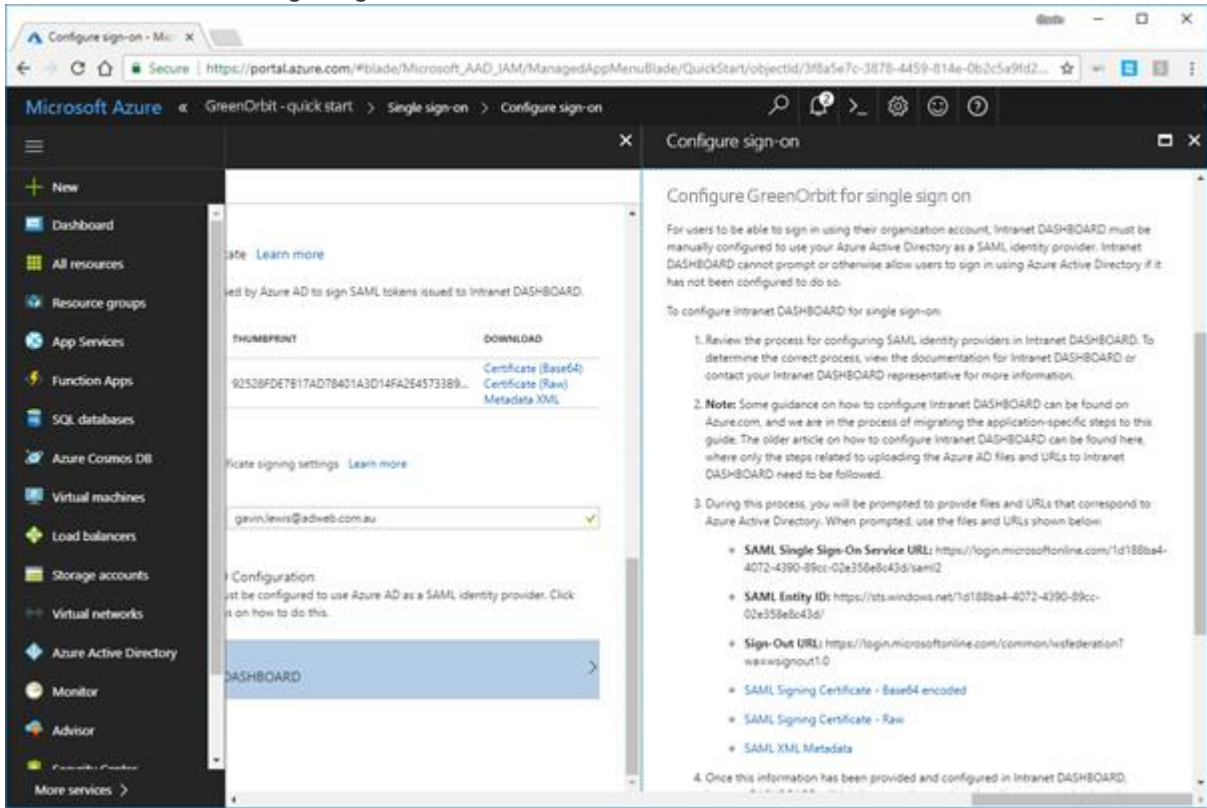 Configure sign-on - Mic
Secure https://portal.azure.com/#blade/Microsoft_AAD_IAM/ManagedAppMenuBlade/QuickStart/objectId/3f8a5e7c-3878-4459-814e-0b2c5a9fd2...
Microsoft Azure « GreenOrbit - quick start > Single sign-on > Configure sign-on
2
Configure sign-on
New
Dashboard
All resources
Resource groups
App Services
Function Apps
SQL databases
Azure Cosmos DB
Virtual machines
Load balancers
Storage accounts
Virtual networks
Azure Active Directory
Monitor
Advisor
Security Center
More services >
cate Learn more
sed by Azure AD to sign SAML tokens issued to Intranet DASHBOARD.
THUMBPRINT DOWNLOAD
Certificate (Base64)
92528FDE7B17AD78401A3D14FA2E4573389... Certificate (Raw)
Metadata XML
ficate signing settings Learn more
gavin.lewis@adweb.com.au
Configuration
ust be configured to use Azure AD as a SAML identity provider. Click
s on how to do this.
DASHBOARD
Configure GreenOrbit for single sign on
For users to be able to sign in using their organization account, Intranet DASHBOARD must be
manually configured to use your Azure Active Directory as a SAML identity provider. Intranet
DASHBOARD cannot prompt or otherwise allow users to sign in using Azure Active Directory if it
has not been configured to do so.
To configure Intranet DASHBOARD for single sign-on:
1. Review the process for configuring SAML identity providers in Intranet DASHBOARD. To
determine the correct process, view the documentation for Intranet DASHBOARD or
contact your Intranet DASHBOARD representative for more information.
2. Note: Some guidance on how to configure Intranet DASHBOARD can be found on
Azure.com, and we are in the process of migrating the application-specific steps to this
guide. The older article on how to configure Intranet DASHBOARD can be found here,
where only the steps related to uploading the Azure AD files and URLs to Intranet
DASHBOARD need to be followed.
3. During this process, you will be prompted to provide files and URLs that correspond to
Azure Active Directory. When prompted, use the files and URLs shown below:
SAML Single Sign-On Service URL: https://login.microsoftonline.com/1d188ba4-
4072-4390-89cc-02e358e8c43d/saml2
SAML Entity ID: https://sts.windows.net/1d188ba4-4072-4390-89cc-
02e358e8c43d/
Sign-Out URL: https://login.microsoftonline.com/common/wsfederation?
wa=wsignout1.0
SAML Signing Certificate - Base64 encoded
SAML Signing Certificate - Raw
SAML XML Metadata
4. Once this information has been provided and configured in Intranet DASHBOARD,